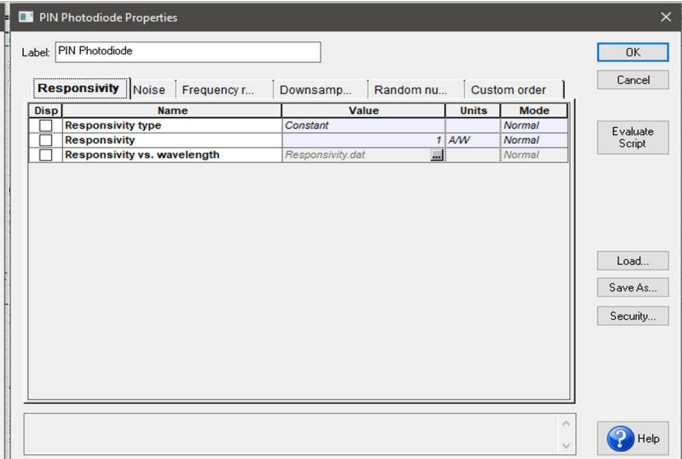 PIN Photodiode Properties
Label: PIN Photodiode
OK
Cancel
Evaluate Script
Load...
Save As...
Security...
Help
Responsivity Noise Frequency r... Downsamp... Random nu... Custom order
Disp Name Value Units Mode
Responsivity type Constant Normal
Responsivity 1 A/W Normal
Responsivity vs. wavelength Responsivity.dat ... Normal